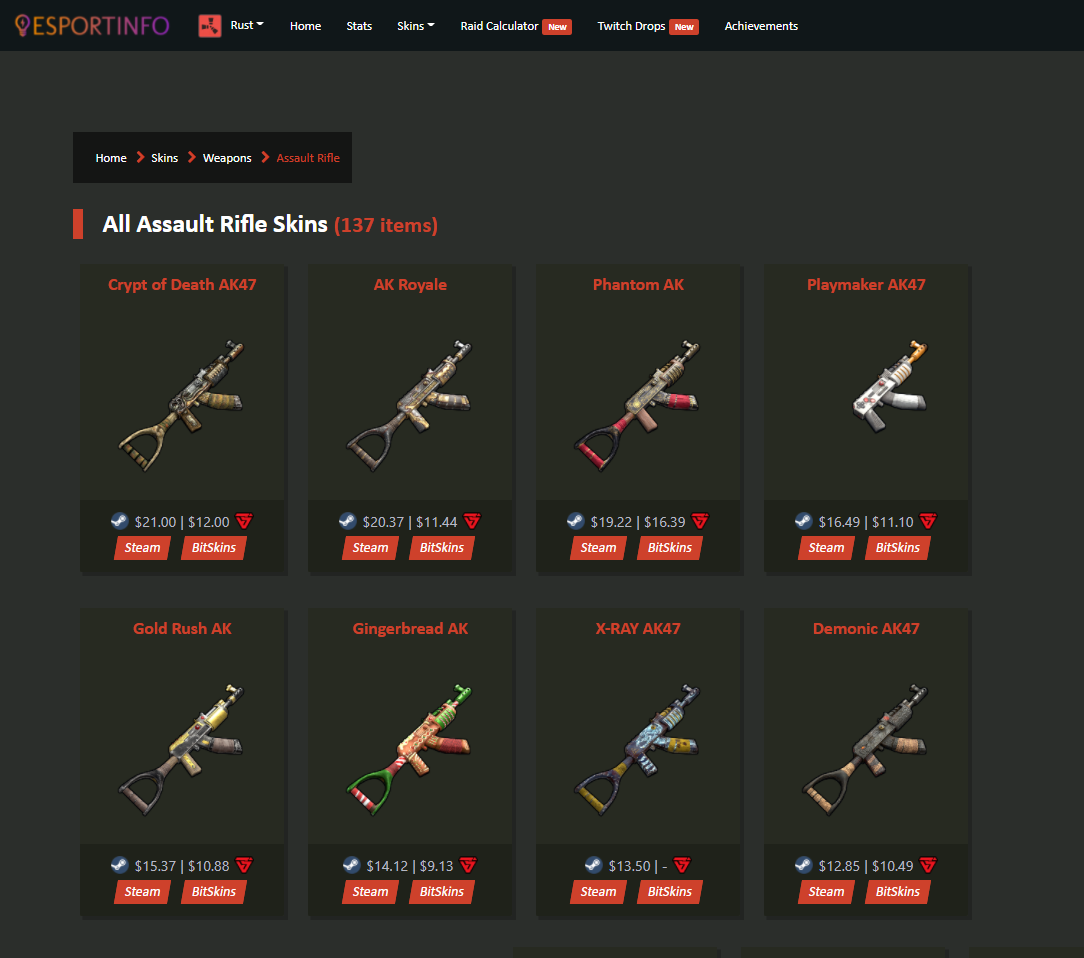 ESPORTINFO Rust Home Stats Skins Raid Calculator New Twitch Drops New Achievements
Home Skins Weapons Assault Rifle
All Assault Rifle Skins (137 items)
Crypt of Death AK47
$21.00 | $12.00
Steam BitSkins
AK Royale
$20.37 | $11.44
Steam BitSkins
Phantom AK
$19.22 | $16.39
Steam BitSkins
Playmaker AK47
$16.49 | $11.10
Steam BitSkins
Gold Rush AK
$15.37 | $10.88
Steam BitSkins
Gingerbread AK
$14.12 | $9.13
Steam BitSkins
X-RAY AK47
$13.50 | -
Steam BitSkins
Demonic AK47
$12.85 | $10.49
Steam BitSkins